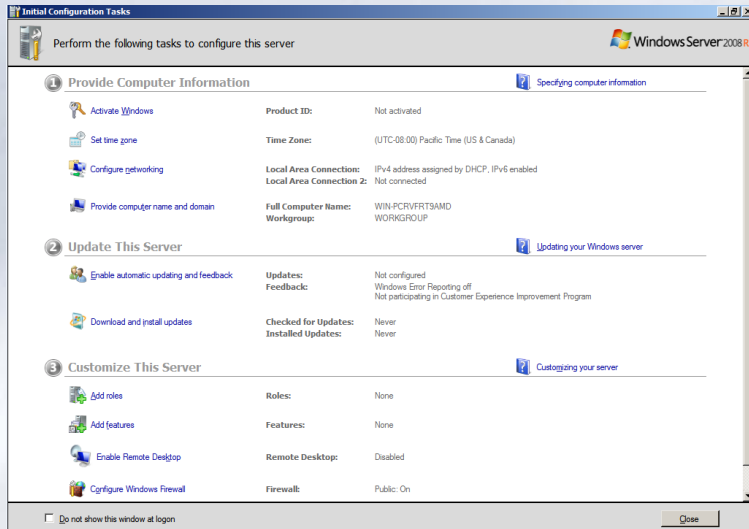 Initial Configuration Tasks
Perform the following tasks to configure this server
Windows Server 2008 R
1 Provide Computer Information
Specifying computer information
Activate Windows Product ID: Not activated
Set time zone Time Zone: (UTC-08:00) Pacific Time (US & Canada)
Configure networking Local Area Connection: IPv4 address assigned by DHCP, IPv6 enabled
Local Area Connection 2: Not connected
Provide computer name and domain Full Computer Name: WIN-PCRVFRT9AMD
Workgroup: WORKGROUP
2 Update This Server
Updating your Windows server
Enable automatic updating and feedback Updates: Not configured
Feedback: Windows Error Reporting off
Not participating in Customer Experience Improvement Program
Download and install updates Checked for Updates: Never
Installed Updates: Never
3 Customize This Server
Customizing your server
Add roles Roles: None
Add features Features: None
Enable Remote Desktop Remote Desktop: Disabled
Configure Windows Firewall Firewall: Public: On
Do not show this window at logon
Close